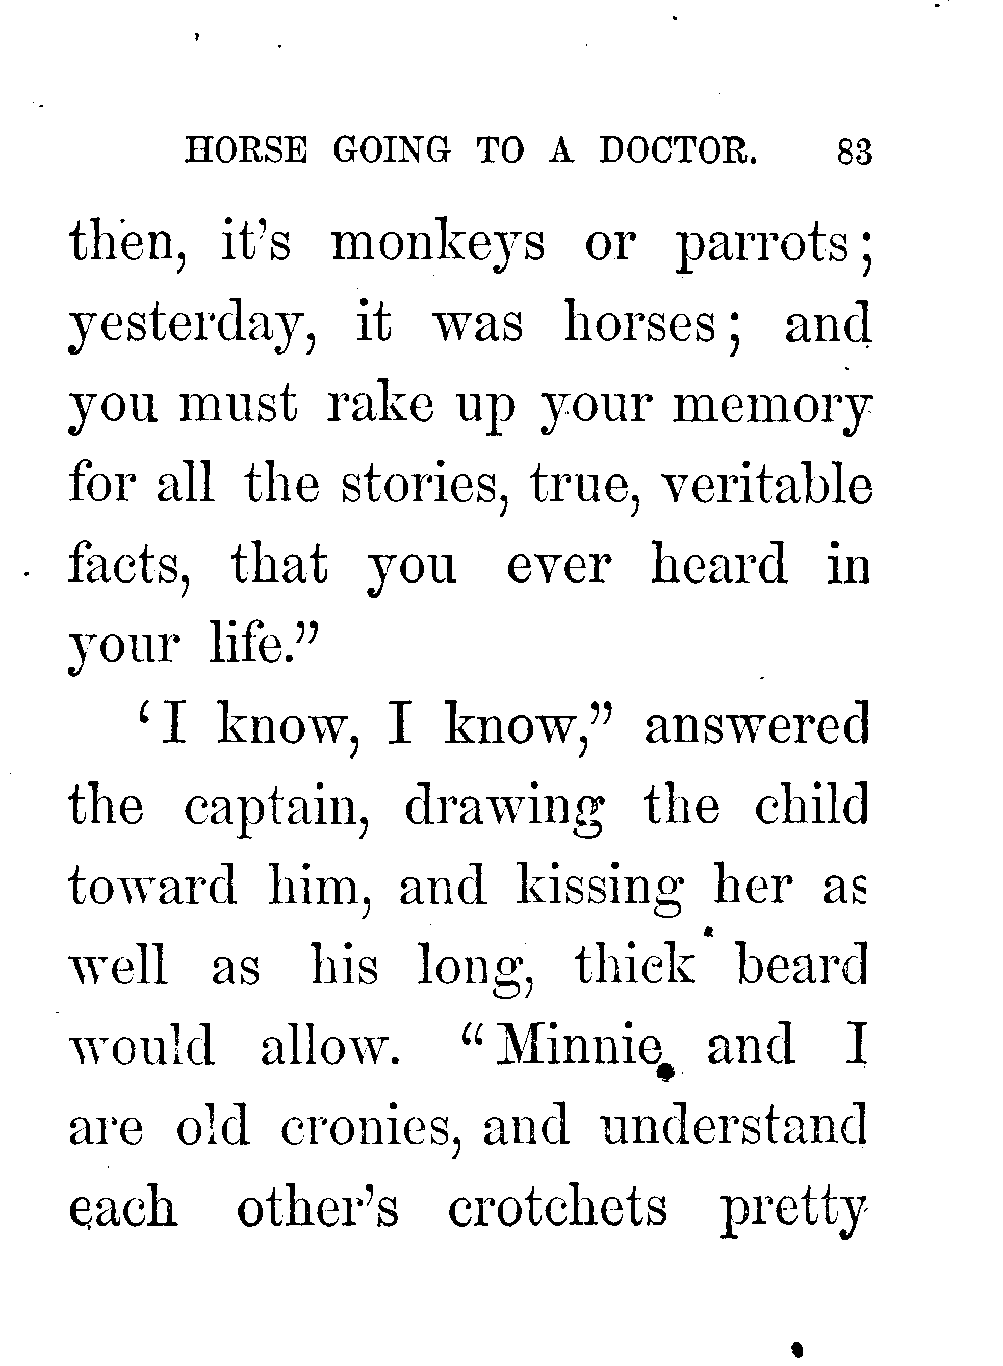 HORSE GOING TO A DOCTOR. 83
then, it's monkeys or parrots;
yesterday, it was horses; and
you must rake up your memory
for all the stories, true, veritable
facts, that you ever heard in
your life.”
‘I know, I know,” answered
the captain, drawing the child
toward him, and kissing her as
well as his long, thick beard
would allow. “Minnie and I
are old cronies, and understand
each other's crotchets pretty